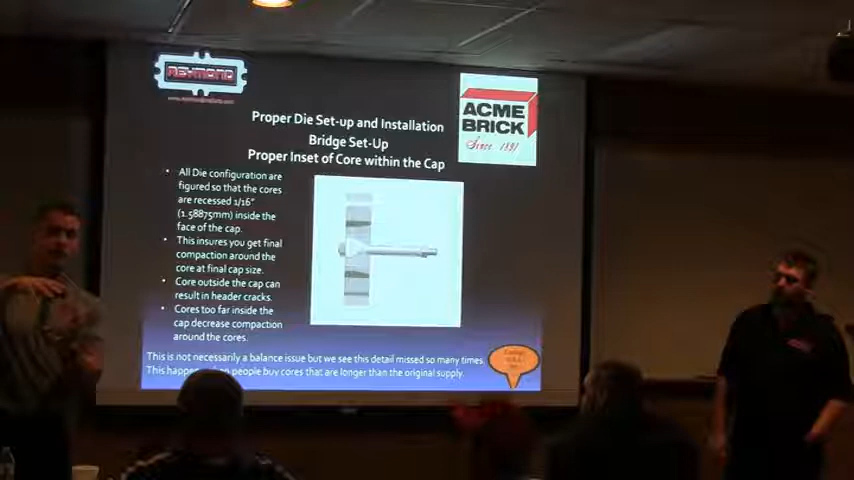 REYMOND
ACME
BRICK
Since 1891
Proper Die Set-up and Installation
Bridge Set-Up
Proper Inset of Core within the Cap
• All Die configuration are
figured so that the cores
are recessed 1/16"
(1.58875mm) inside the
face of the cap.
• This insures you get final
compaction around the
core at final cap size.
• Core outside the cap can
result in header cracks.
• Cores too far inside the
cap decrease compaction
around the cores.
This is not necessarily a balance issue but we see this detail missed so many times.
This people buy cores that are longer than the original supply.